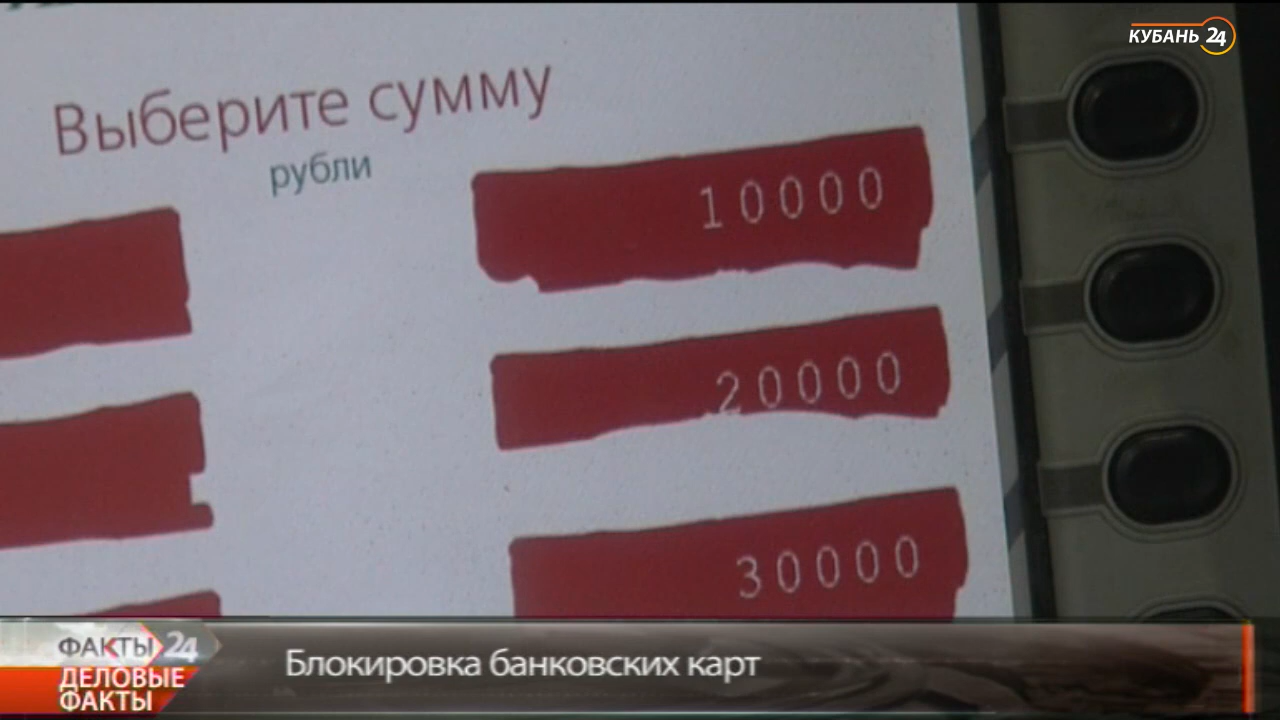 КУБАНЬ 24
Выберите сумму
рубли
10000
20000
30000
ФАКТЫ 24
ДЕЛОВЫЕ
ФАКТЫ
Блокировка банковских карт